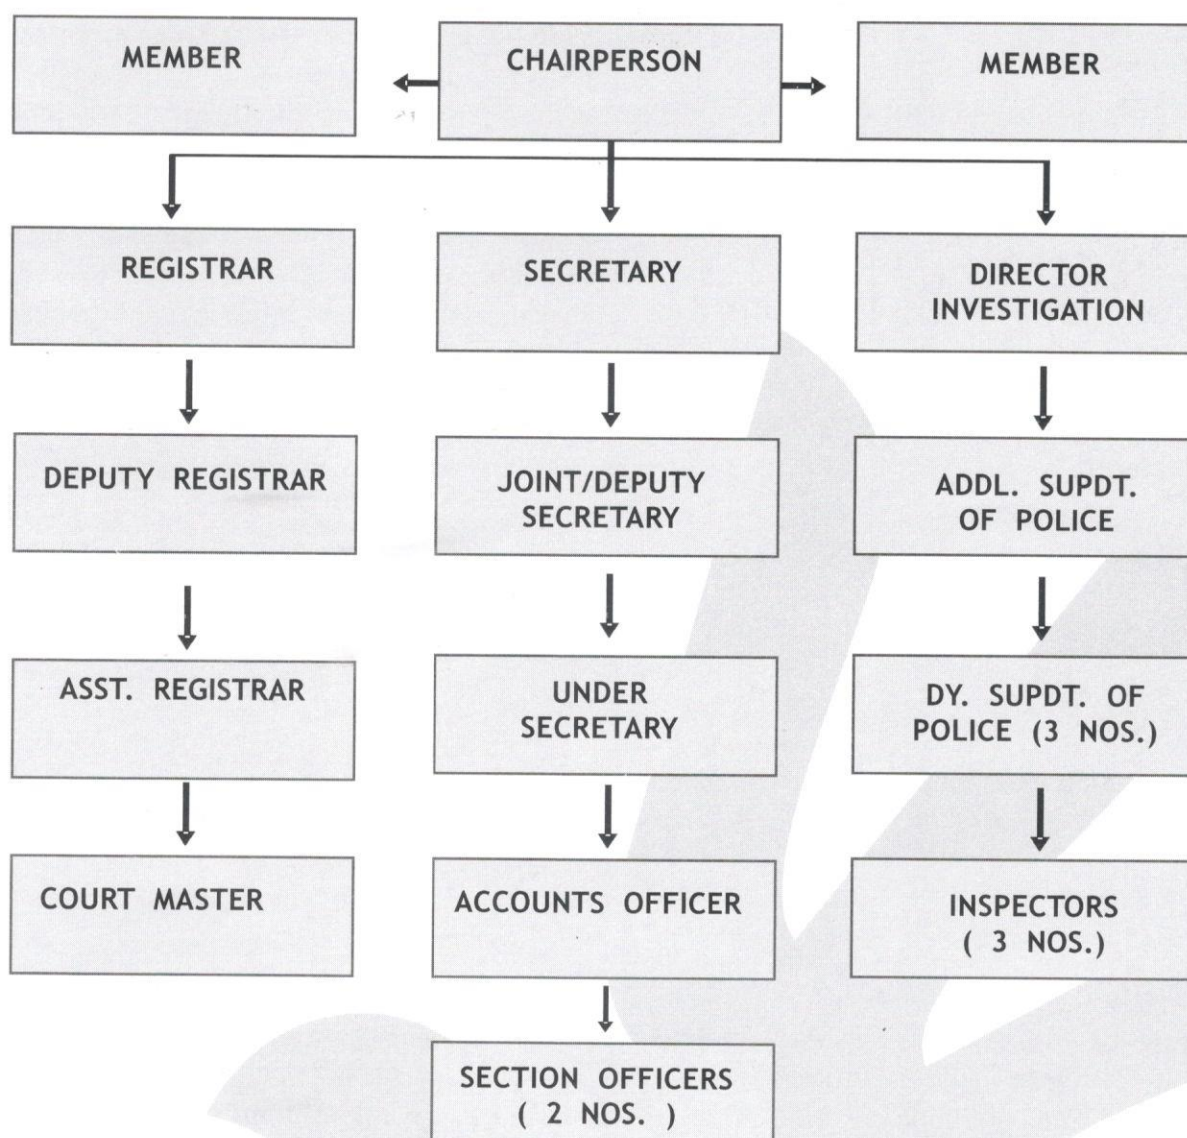 MEMBER
CHAIRPERSON
MEMBER
REGISTRAR
SECRETARY
DIRECTOR
INVESTIGATION
DEPUTY REGISTRAR
JOINT/DEPUTY
SECRETARY
ADDL. SUPDT.
OF POLICE
ASST. REGISTRAR
UNDER
SECRETARY
DY. SUPDT. OF
POLICE (3 NOS.)
COURT MASTER
ACCOUNTS OFFICER
INSPECTORS
( 3 NOS.)
SECTION OFFICERS
( 2 NOS. )